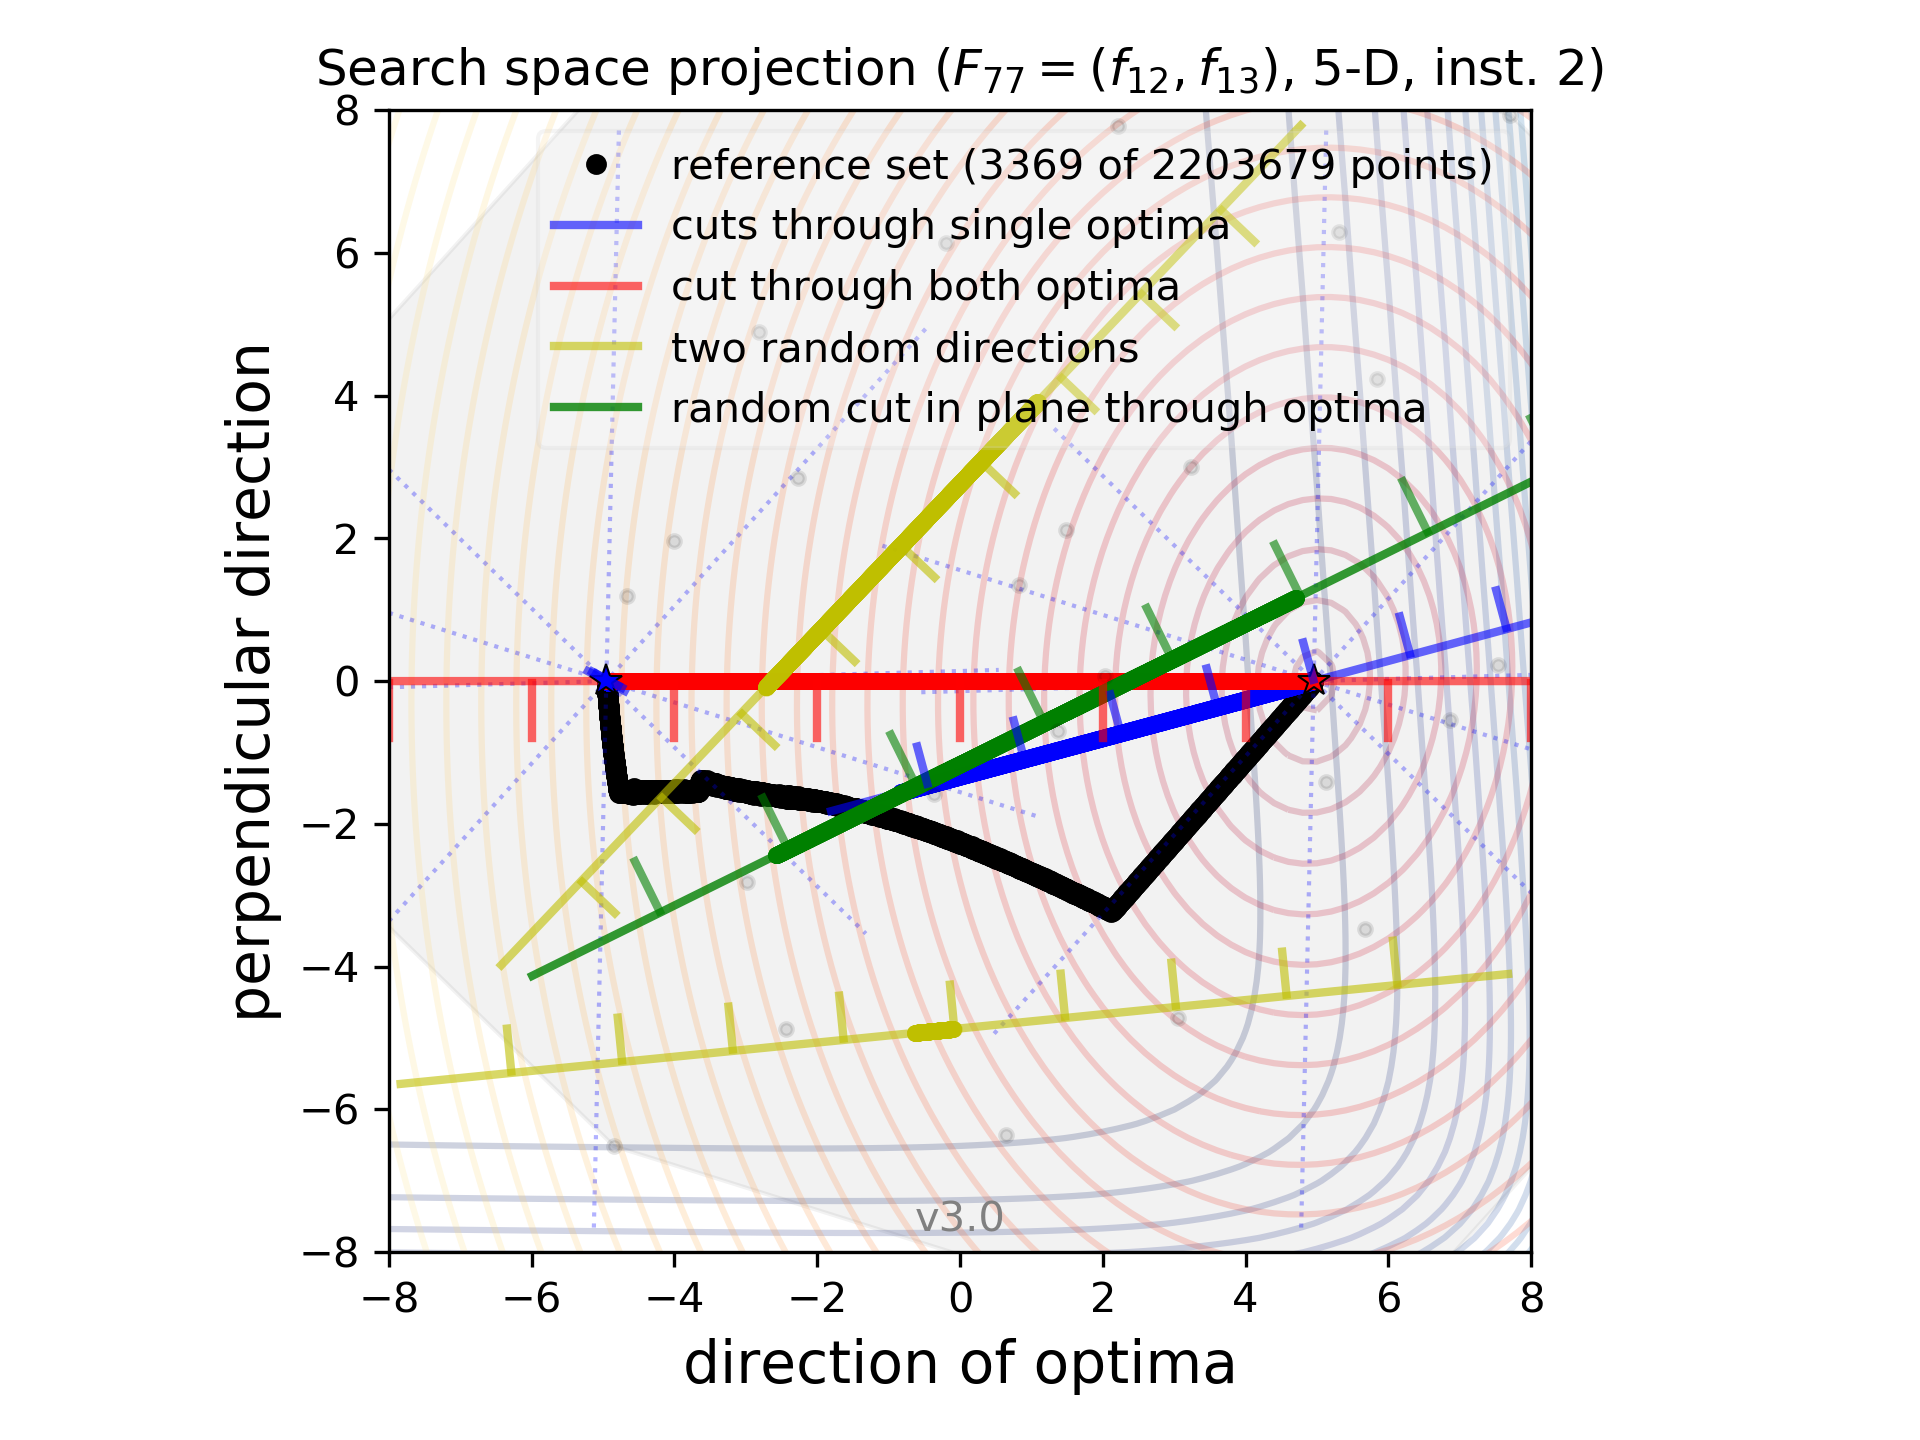 Search space projection (F₇₇ = (f₁₂, f₁₃), 5-D, inst. 2)
reference set (3369 of 2203679 points)
cuts through single optima
cut through both optima
two random directions
random cut in plane through optima
perpendicular direction
8
6
4
2
0
−2
−4
−6
−8
v3.0
−8 −6 −4 −2 0 2 4 6 8
direction of optima